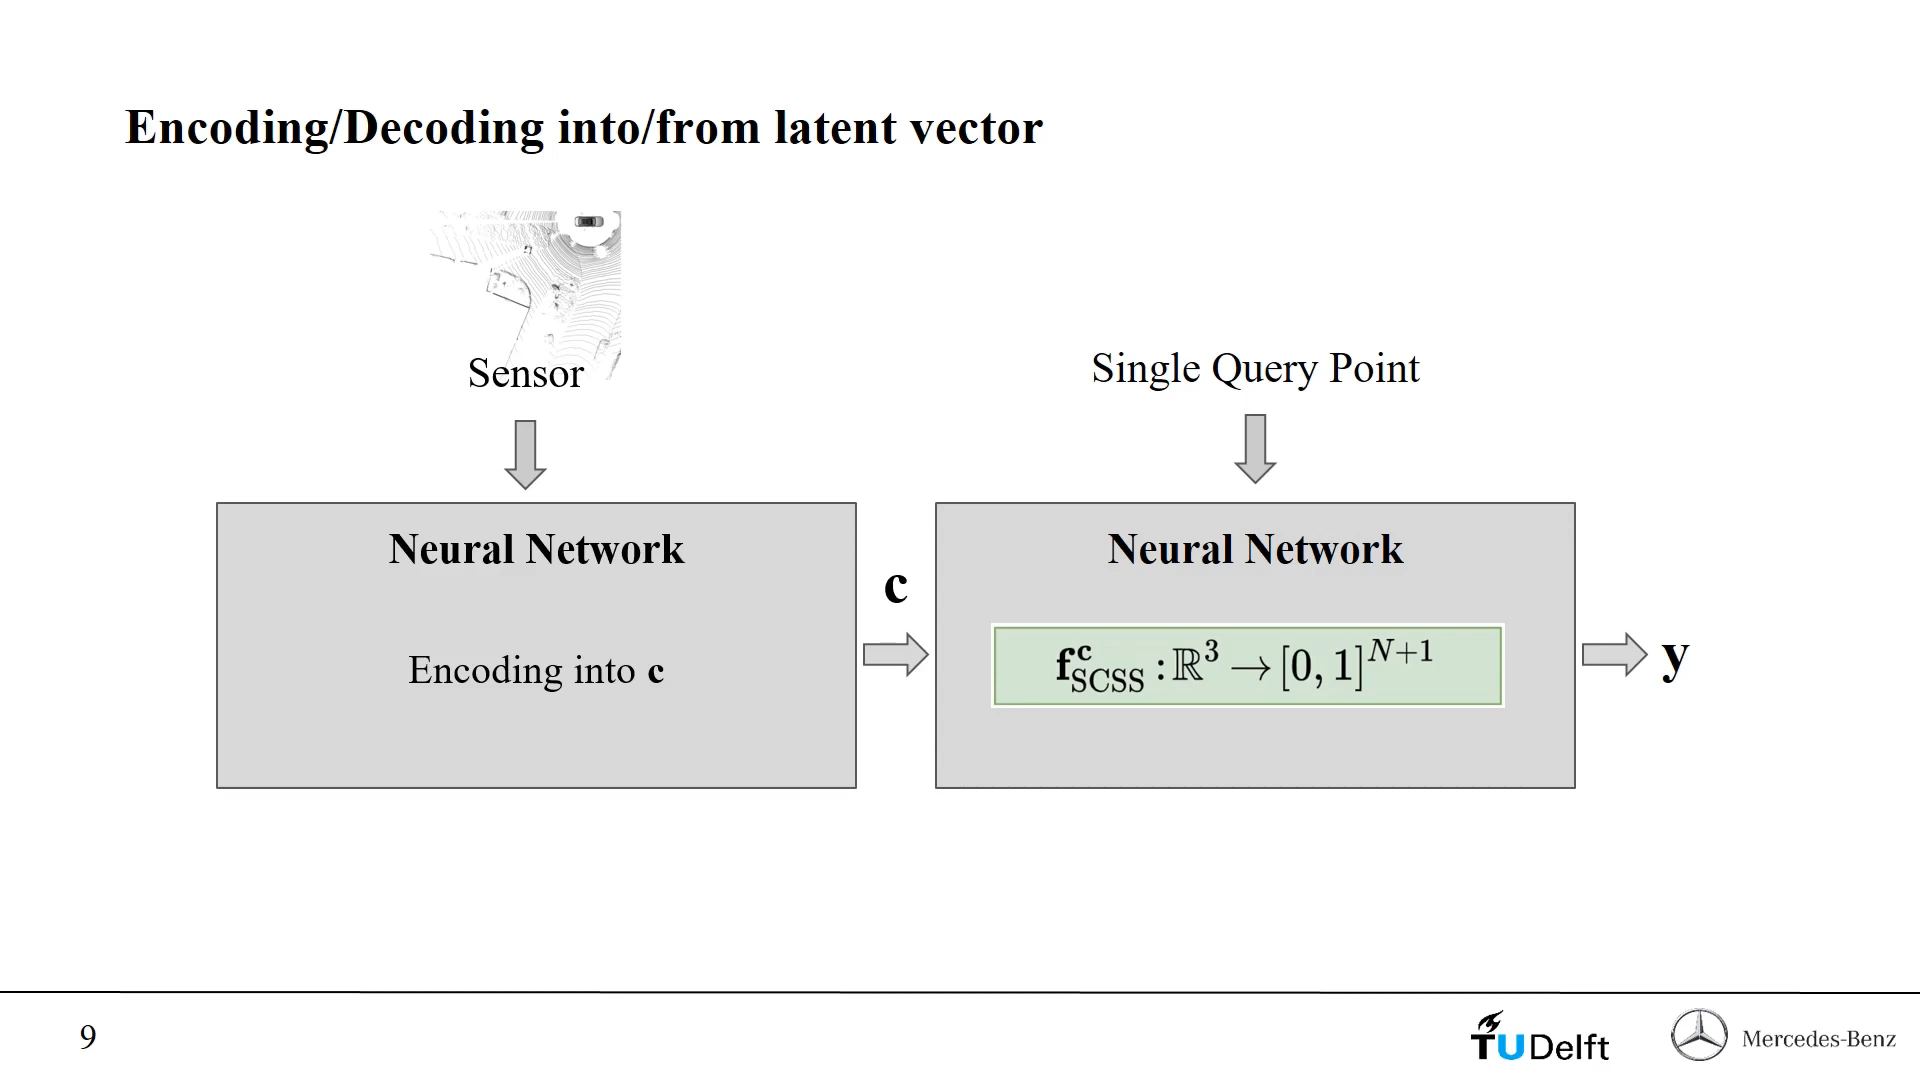 Encoding/Decoding into/from latent vector
Sensor
Single Query Point
Neural Network
Encoding into c
c
Neural Network
f^c_SCSS : ℝ^3 → [0, 1]^{N+1}
y
9
TU Delft
Mercedes-Benz